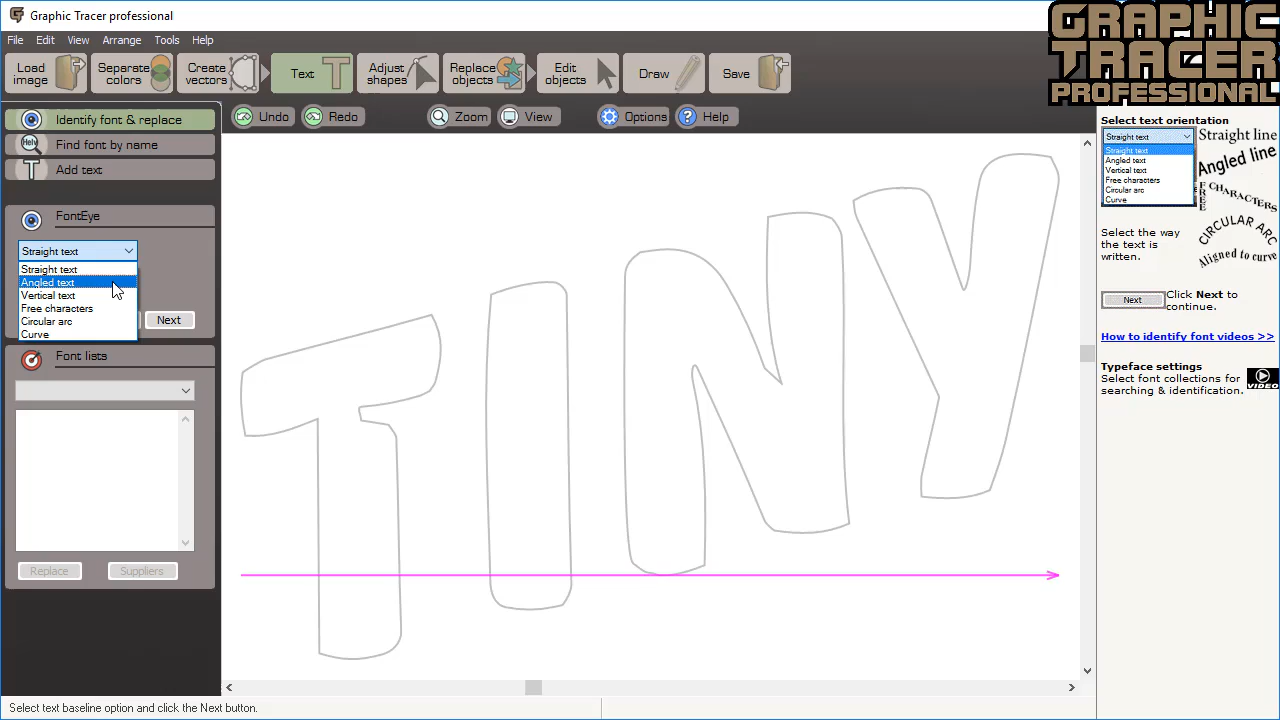 Graphic Tracer professional
File Edit View Arrange Tools Help
Load image
Separate colors
Create vectors
Text
Adjust shapes
Replace objects
Edit objects
Draw
Save
GRAPHIC
TRACER
PROFESSIONAL
Undo Redo Zoom View Options Help
Identify font & replace
Help
Find font by name
Add text
FontEye
Straight text
Straight text
Angled text
Vertical text
Free characters
Circular arc
Curve
Next
Font lists
Replace Suppliers
TINY
Select text orientation
Straight text
Straight text
Angled text
Vertical text
Free characters
Circular arc
Curve
Straight line
Angled line
FREE
CHARACTERS
CIRCULAR ARC
Aligned to curve
Select the way
the text is
written.
Next
Click Next to
continue.
How to identify font videos >>
Typeface settings
Select font collections for
searching & identification.
VIDEO
Select text baseline option and click the Next button.